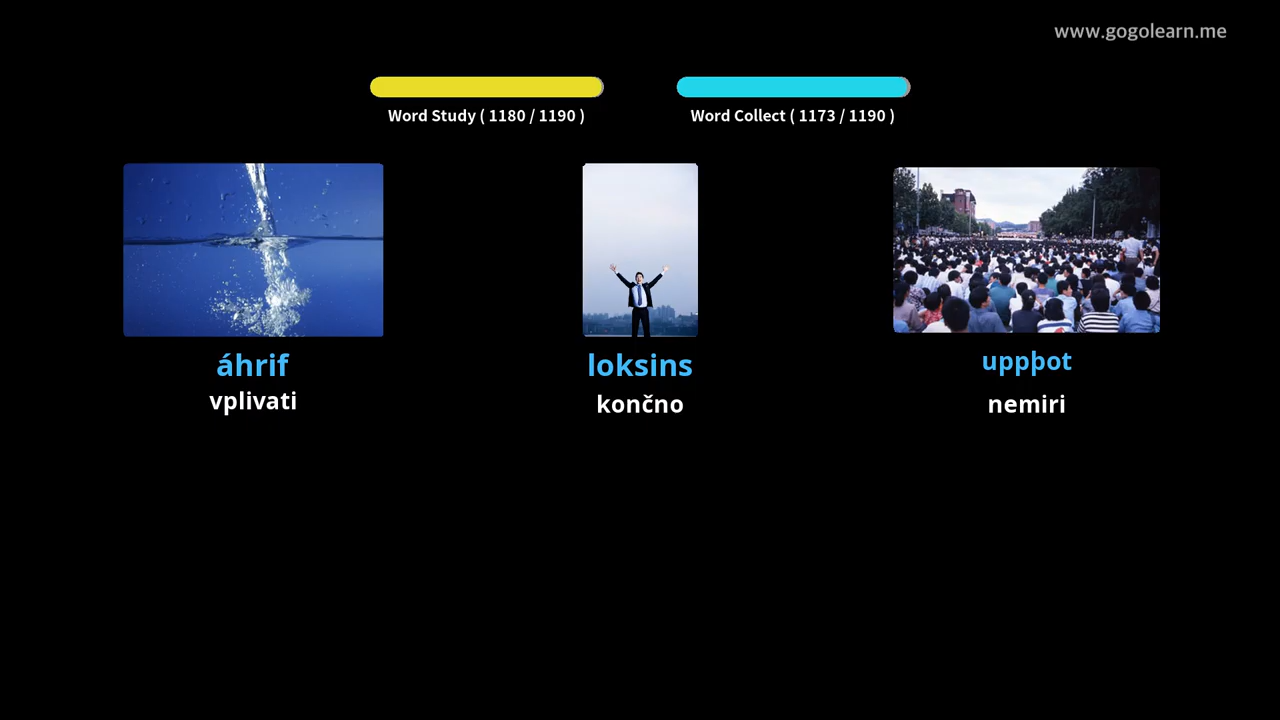 www.gogolearn.me
Word Study ( 1180 / 1190 )
Word Collect ( 1173 / 1190 )
áhrif
vplivati
loksins
končno
uppþot
nemiri